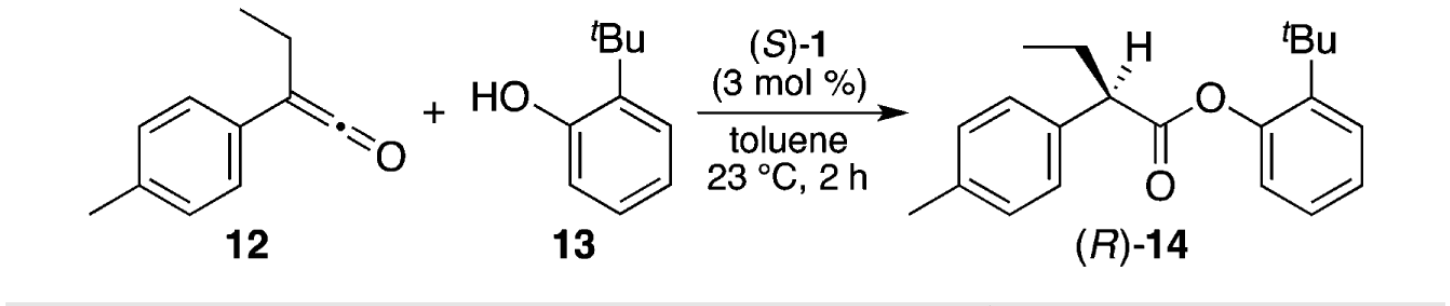 ᵗBu
(S)-1
H
ᵗBu
(3 mol %)
HO
+
O
toluene
O
23 °C, 2 h
O
12
13
(R)-14